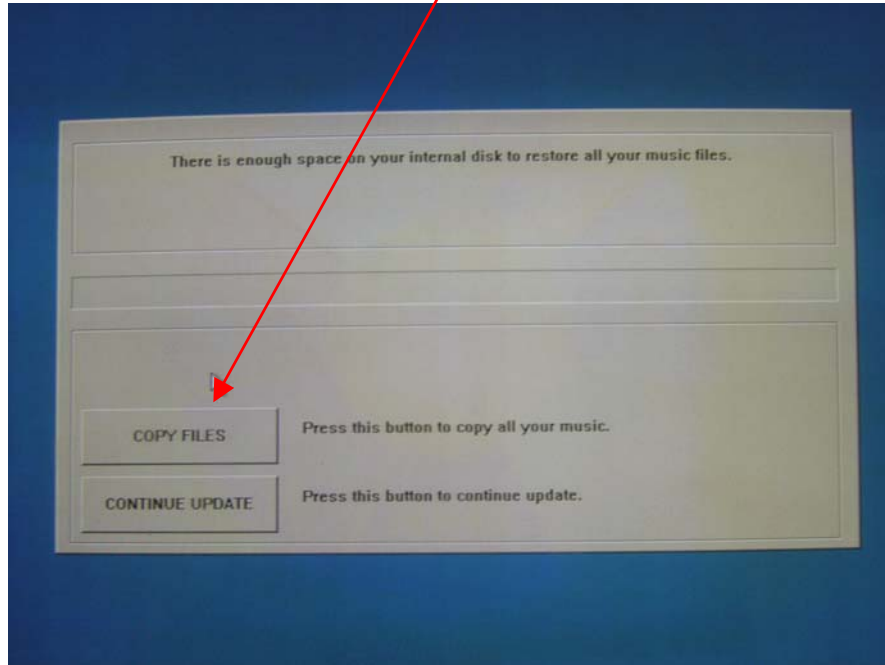 There is enough space on your internal disk to restore all your music files.
COPY FILES
Press this button to copy all your music.
CONTINUE UPDATE
Press this button to continue update.